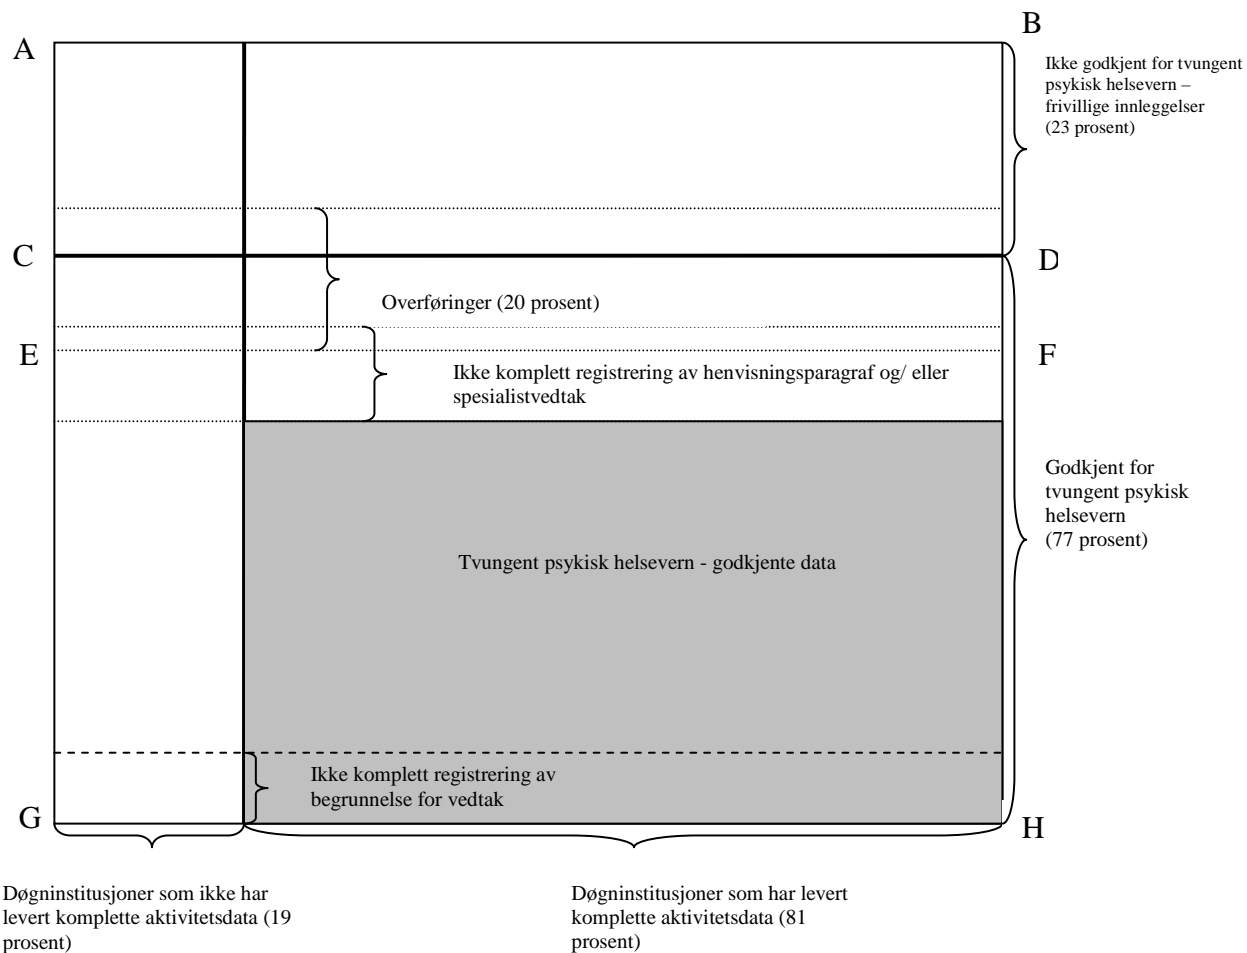 B
A
Ikke godkjent for tvungent
psykisk helsevern –
frivillige innleggelser
(23 prosent)
C
D
Overføringer (20 prosent)
E
F
Ikke komplett registrering av henvisningsparagraf og/ eller
spesialistvedtak
Godkjent for
tvungent psykisk
helsevern
(77 prosent)
Tvungent psykisk helsevern - godkjente data
Ikke komplett registrering av
begrunnelse for vedtak
G
H
Døgninstitusjoner som ikke har
levert komplette aktivitetsdata (19
prosent)
Døgninstitusjoner som har levert
komplette aktivitetsdata (81
prosent)